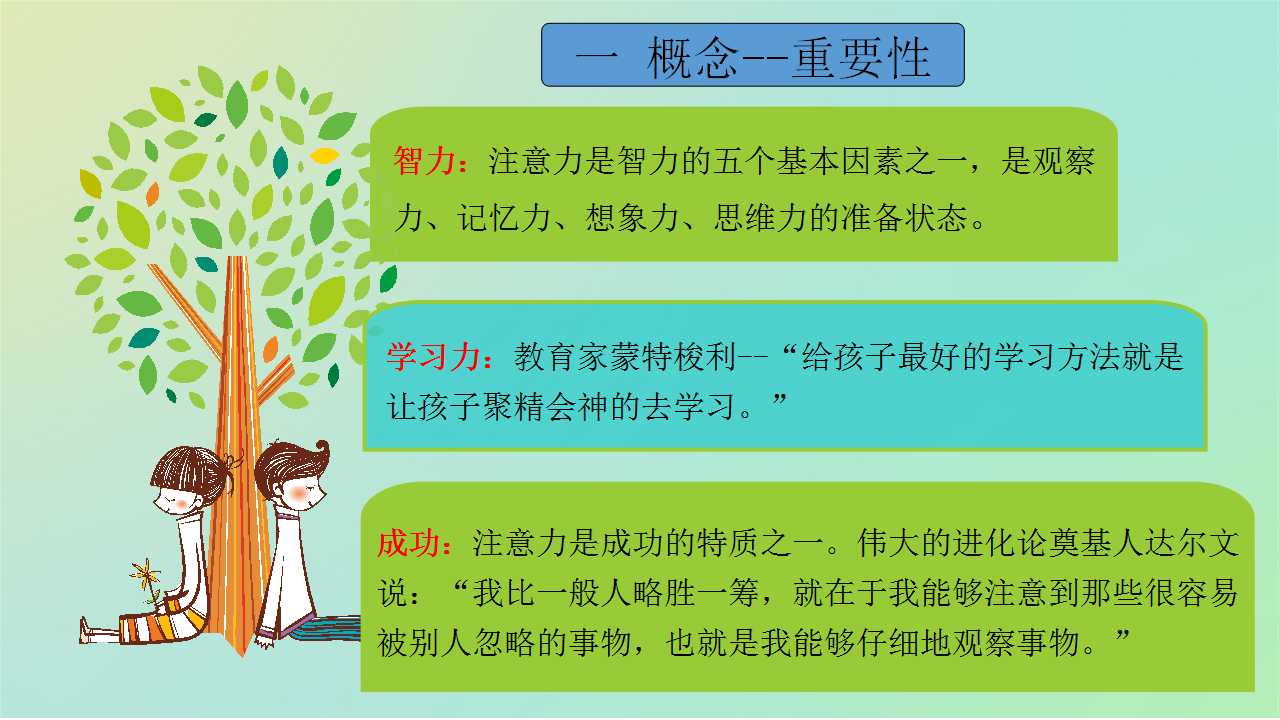 一 概念--重要性
智力：注意力是智力的五个基本因素之一，是观察
力、记忆力、想象力、思维力的准备状态。
学习力：教育家蒙特梭利--“给孩子最好的学习方法就是
让孩子聚精会神的去学习。”
成功：注意力是成功的特质之一。伟大的进化论奠基人达尔文
说：“我比一般人略胜一筹，就在于我能够注意到那些很容易
被别人忽略的事物，也就是我能够仔细地观察事物。”